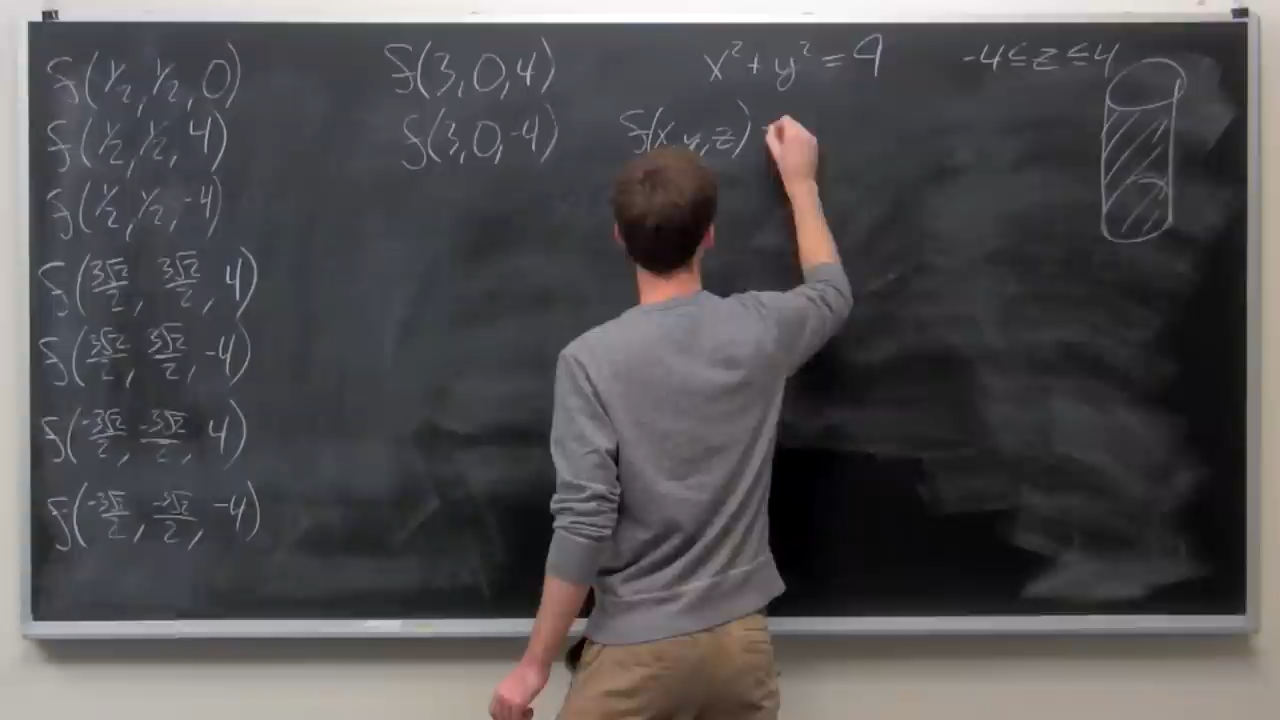 f(1/2, 1/2, 0)
f(1/2, 1/2, 4)
f(1/2, 1/2, -4)
f(3√2/2, 3√2/2, 4)
f(3√2/2, 3√2/2, -4)
f(-3√2/2, -3√2/2, 4)
f(-3√2/2, -3√2/2, -4)
f(3, 0, 4)
f(3, 0, -4)
x² + y² = 9
f(x, y, z)
-4 ≤ z ≤ 4